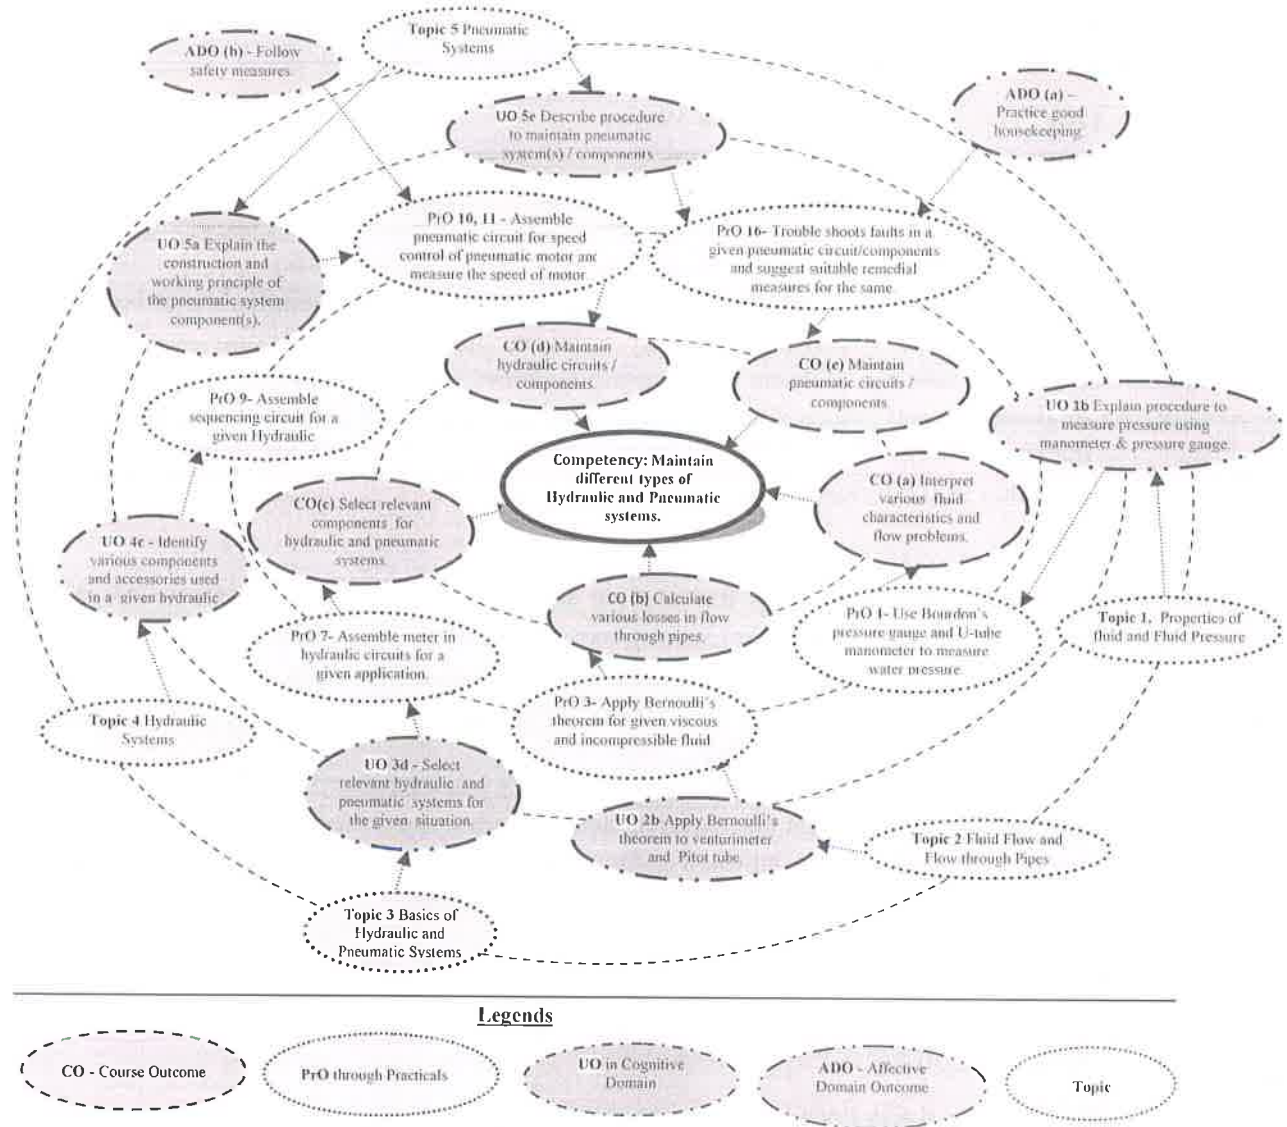 Topic 5 Pneumatic
Systems
ADO (b) - Follow
safety measures.
ADO (a) –
Practice good
housekeeping.
UO 5e Describe procedure
to maintain pneumatic
system(s) / components
PrO 10, 11 - Assemble
pneumatic circuit for speed
control of pneumatic motor and
measure the speed of motor
PrO 16- Trouble shoots faults in a
given pneumatic circuit/components
and suggest suitable remedial
measures for the same.
UO 5a Explain the
construction and
working principle of
the pneumatic system
component(s).
CO (d) Maintain
hydraulic circuits /
components.
CO (e) Maintain
pneumatic circuits /
components.
PrO 9- Assemble
sequencing circuit for a
given Hydraulic
UO 1b Explain procedure to
measure pressure using
manometer & pressure gauge.
Competency: Maintain
different types of
Hydraulic and Pneumatic
systems.
CO(c) Select relevant
components for
hydraulic and pneumatic
systems.
CO (a) Interpret
various fluid
characteristics and
flow problems.
UO 4c - Identify
various components
and accessories used
in a given hydraulic
CO (b) Calculate
various losses in flow
through pipes.
PrO 1- Use Bourdon's
pressure gauge and U-tube
manometer to measure
water pressure.
Topic 1. Properties of
fluid and Fluid Pressure
PrO 7- Assemble meter in
hydraulic circuits for a
given application.
PrO 3- Apply Bernoulli's
theorem for given viscous
and incompressible fluid
Topic 4 Hydraulic
Systems
UO 3d - Select
relevant hydraulic and
pneumatic systems for
the given situation.
UO 2b Apply Bernoulli's
theorem to venturimeter
and Pitot tube.
Topic 2 Fluid Flow and
Flow through Pipes
Topic 3 Basics of
Hydraulic and
Pneumatic Systems
Legends
CO - Course Outcome
PrO through Practicals
UO in Cognitive
Domain
ADO - Affective
Domain Outcome
Topic